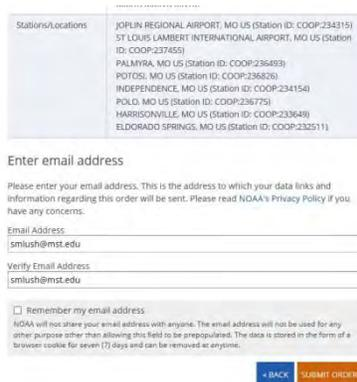 Stations/Locations
JOPLIN REGIONAL AIRPORT, MO US (Station ID: COOP:234315)
ST LOUIS LAMBERT INTERNATIONAL AIRPORT, MO US (Station
ID: COOP:237455)
PALMYRA, MO US (Station ID: COOP:236493)
POTOSI, MO US (Station ID: COOP:236826)
INDEPENDENCE, MO US (Station ID: COOP:234154)
POLO, MO US (Station ID: COOP:236775)
HARRISONVILLE, MO US (Station ID: COOP:233649)
ELDORADO SPRINGS, MO US (Station ID: COOP:232511)
Enter email address
Please enter your email address. This is the address to which your data links and
information regarding this order will be sent. Please read NOAA's Privacy Policy if you
have any concerns.
Email Address
smlush@mst.edu
Verify Email Address
smlush@mst.edu
Remember my email address
NOAA will not share your email address with anyone. The email address will not be used for any
other purpose other than allowing this field to be prepopulated. The data is stored in the form of a
browser cookie for seven (7) days and can be removed at anytime.
« BACK SUBMIT ORDER